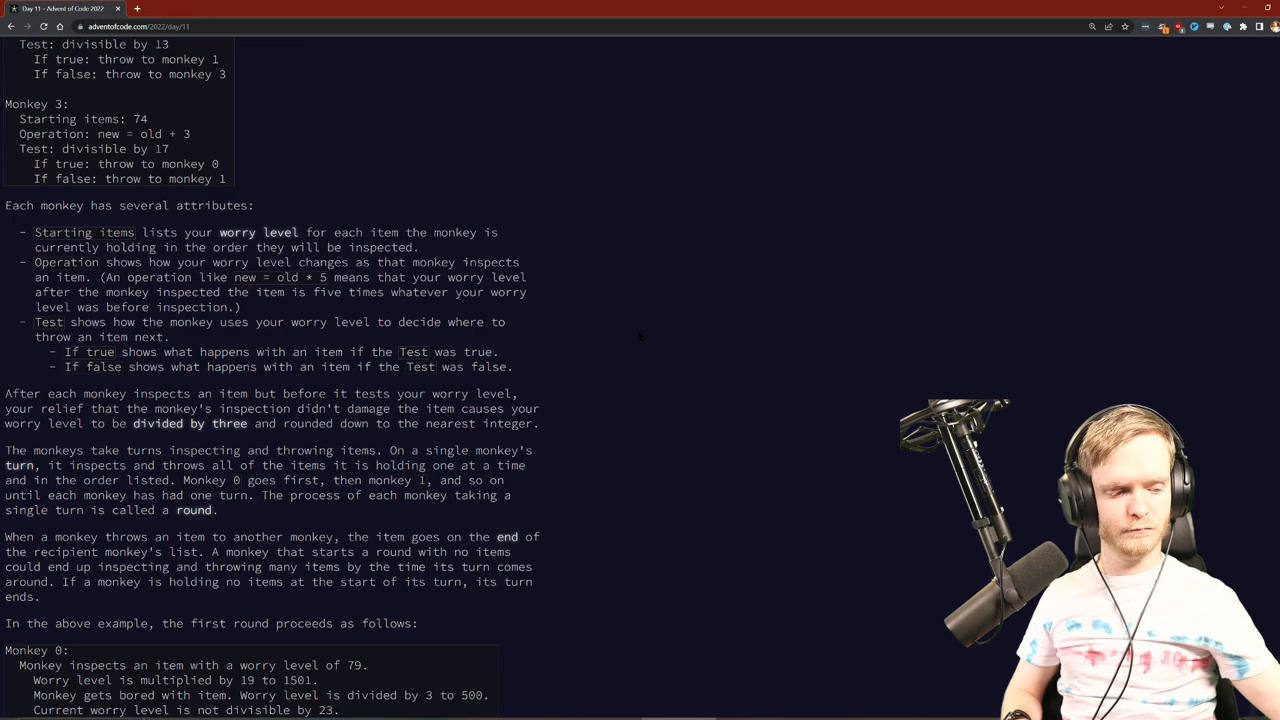 Day 11 - Advent of Code 2022
adventofcode.com/2022/day/11
Test: divisible by 13
If true: throw to monkey 1
If false: throw to monkey 3
Monkey 3:
Starting items: 74
Operation: new = old + 3
Test: divisible by 17
If true: throw to monkey 0
If false: throw to monkey 1
Each monkey has several attributes:
- Starting items lists your worry level for each item the monkey is
currently holding in the order they will be inspected.
- Operation shows how your worry level changes as that monkey inspects
an item. (An operation like new = old * 5 means that your worry level
after the monkey inspected the item is five times whatever your worry
level was before inspection.)
- Test shows how the monkey uses your worry level to decide where to
throw an item next.
- If true shows what happens with an item if the Test was true.
- If false shows what happens with an item if the Test was false.
After each monkey inspects an item but before it tests your worry level,
your relief that the monkey's inspection didn't damage the item causes your
worry level to be divided by three and rounded down to the nearest integer.
The monkeys take turns inspecting and throwing items. On a single monkey's
turn, it inspects and throws all of the items it is holding one at a time
and in the order listed. Monkey 0 goes first, then monkey 1, and so on
until each monkey has had one turn. The process of each monkey taking a
single turn is called a round.
When a monkey throws an item to another monkey, the item goes on the end of
the recipient monkey's list. A monkey that starts a round with no items
could end up inspecting and throwing many items by the time its turn comes
around. If a monkey is holding no items at the start of its turn, its turn
ends.
In the above example, the first round proceeds as follows:
Monkey 0:
Monkey inspects an item with a worry level of 79.
Worry level is multiplied by 19 to 1501.
Monkey gets bored with item. Worry level is divided by 3 to 500.
Current worry level is not divisible by 23.